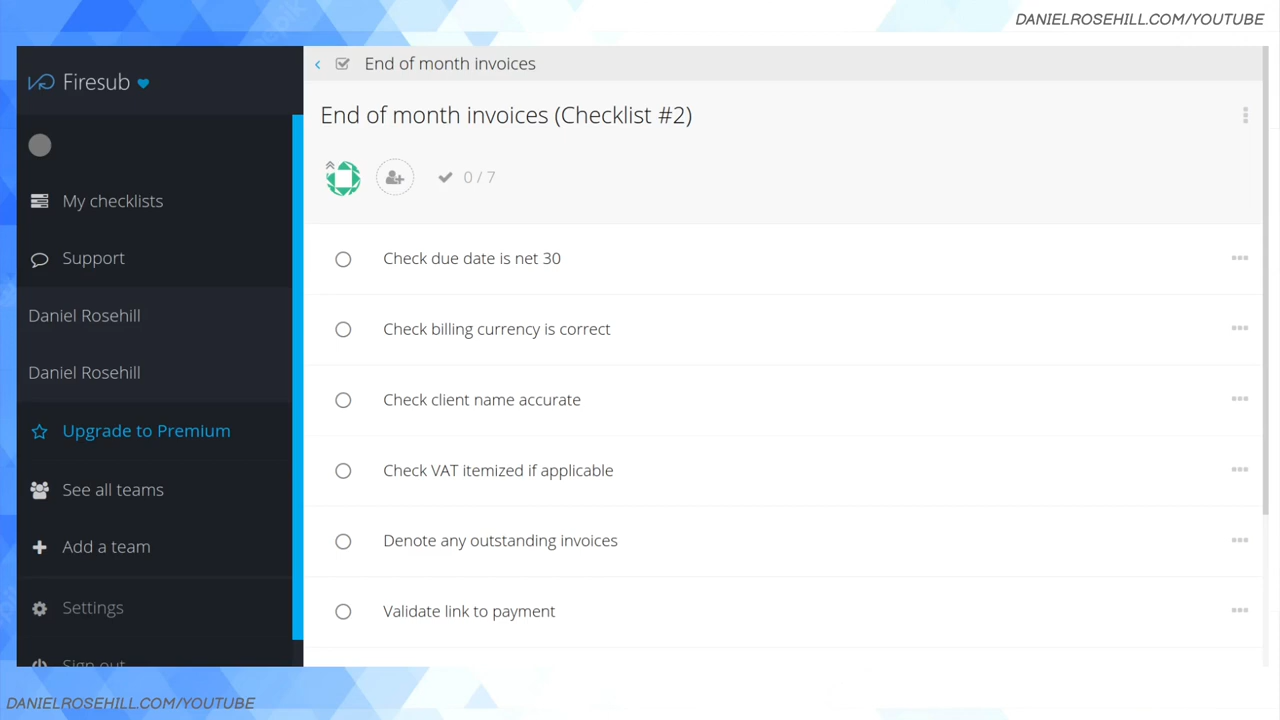 DANIELROSEHILL.COM/YOUTUBE
Firesub
End of month invoices
End of month invoices (Checklist #2)
0 / 7
My checklists
Support
Daniel Rosehill
Daniel Rosehill
Upgrade to Premium
See all teams
Add a team
Settings
Sign out
Check due date is net 30
Check billing currency is correct
Check client name accurate
Check VAT itemized if applicable
Denote any outstanding invoices
Validate link to payment
DANIELROSEHILL.COM/YOUTUBE